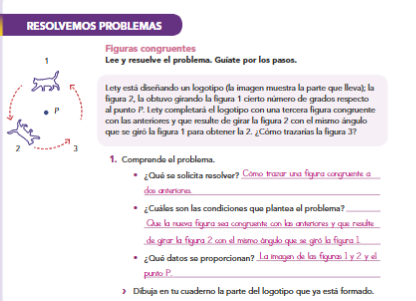 RESOLVEMOS PROBLEMAS
Figuras congruentes
Lee y resuelve el problema. Guíate por los pasos.
1
P
2
3
Lety está diseñando un logotipo (la imagen muestra la parte que lleva); la
figura 2, la obtuvo girando la figura 1 cierto número de grados respecto
al punto P. Lety completará el logotipo con una tercera figura congruente
con las anteriores y que resulte de girar la figura 2 con el mismo ángulo
que se giró la figura 1 para obtener la 2. ¿Cómo trazarías la figura 3?
1. Comprende el problema.
• ¿Qué se solicita resolver? Cómo trazar una figura congruente a
dos anteriores.
• ¿Cuáles son las condiciones que plantea el problema?
Que la nueva figura sea congruente con las anteriores y que resulte
de girar la figura 2 con el mismo ángulo que se giró la figura 1.
• ¿Qué datos se proporcionan? La imagen de las figuras 1 y 2 y el
punto P.
Dibuja en tu cuaderno la parte del logotipo que ya está formado.